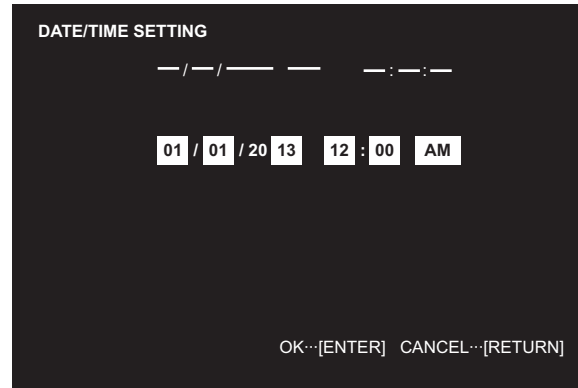 DATE/TIME SETTING
—/—/—— —— —:—:—
01 / 01 / 20 13 12 : 00 AM
OK···[ENTER] CANCEL···[RETURN]